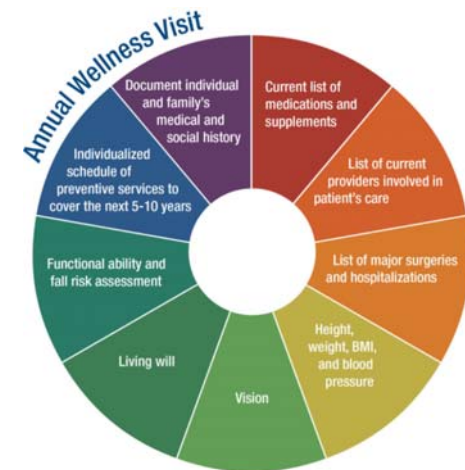 Annual Wellness Visit
Document individual
and family's
medical and
social history
Current list of
medications and
supplements
List of current
providers involved in
patient's care
List of major surgeries
and hospitalizations
Height,
weight, BMI,
and blood
pressure
Vision
Living will
Functional ability and
fall risk assessment
Individualized
schedule of
preventive services to
cover the next 5-10 years